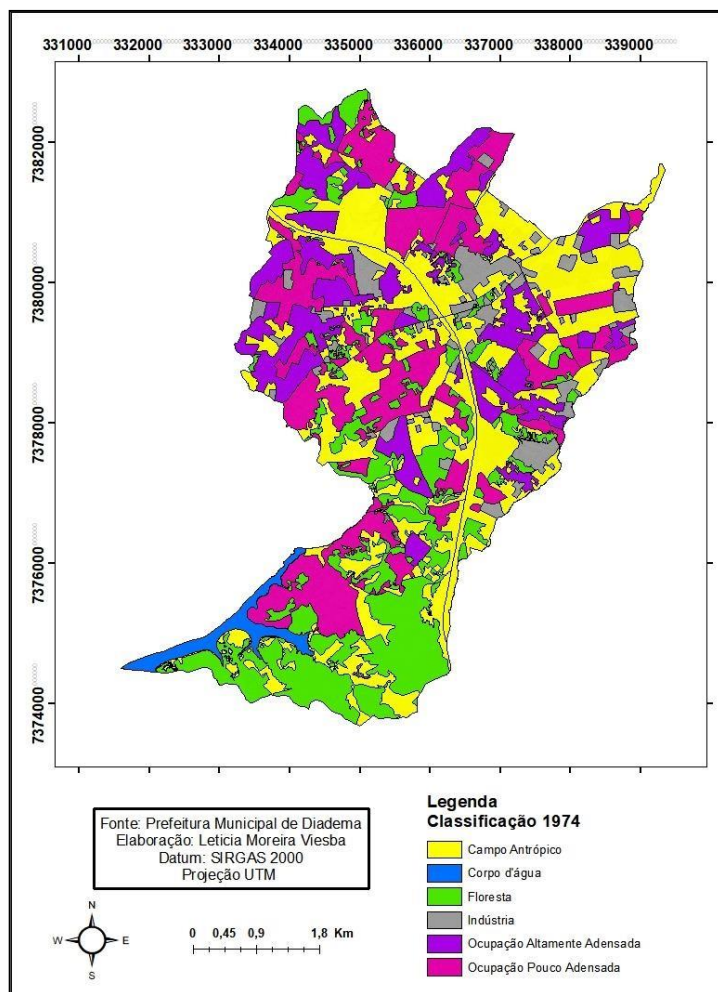 331000 332000 333000 334000 335000 336000 337000 338000 339000
7382000
7380000
7378000
7376000
7374000
Fonte: Prefeitura Municipal de Diadema
Elaboração: Leticia Moreira Viesba
Datum: SIRGAS 2000
Projeção UTM
N
W E
S
0 0,45 0,9 1,8 Km
Legenda
Classificação 1974
Campo Antrópico
Corpo d'água
Floresta
Indústria
Ocupação Altamente Adensada
Ocupação Pouco Adensada